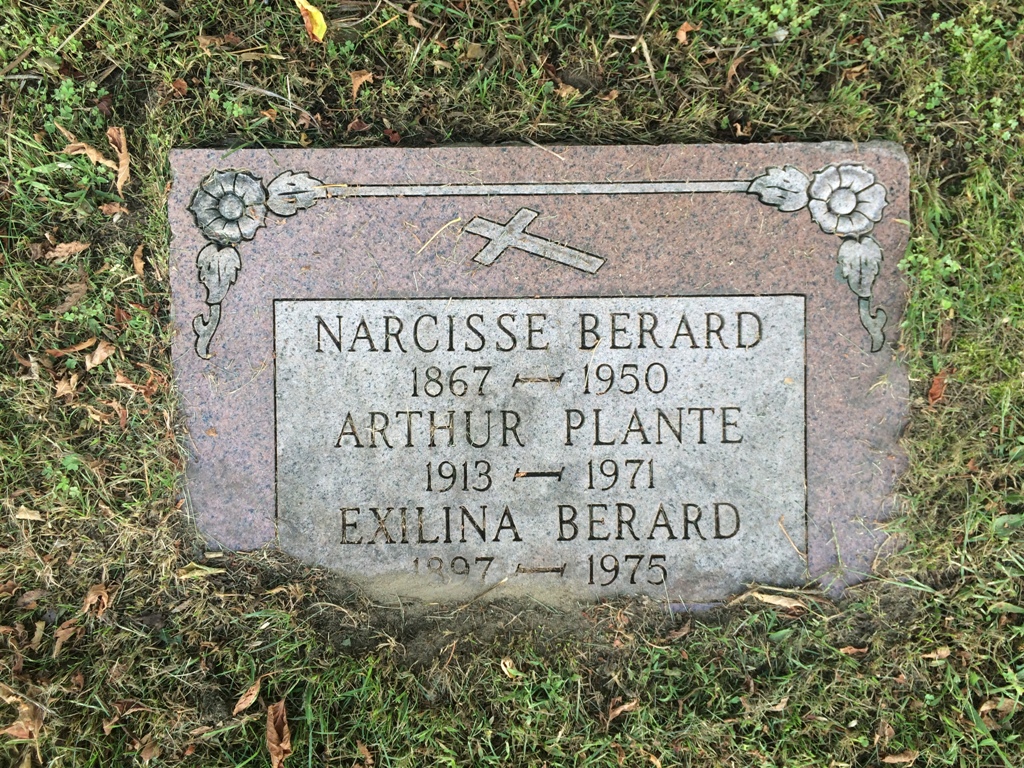 NARCISSE BERARD
1867 — 1950
ARTHUR PLANTE
1913 — 1971
EXILINA BERARD
1897 — 1975